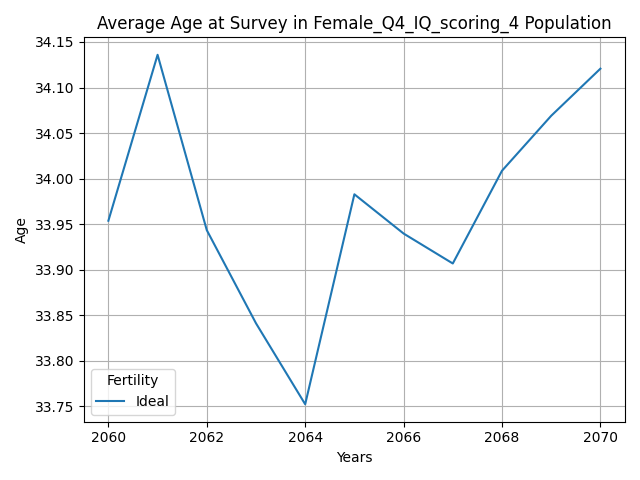 Average Age at Survey in Female_Q4_IQ_scoring_4 Population
34.15
34.10
34.05
34.00
33.95
33.90
33.85
33.80
33.75
Age
Fertility
Ideal
2060 2062 2064 2066 2068 2070
Years